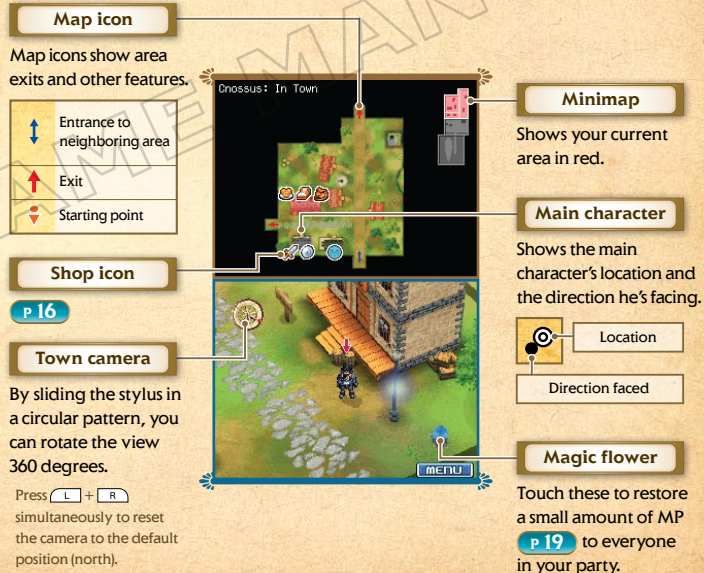 Map icon
Map icons show area
exits and other features.
Entrance to
neighboring area
Exit
Starting point
Shop icon
P 16
Town camera
By sliding the stylus in
a circular pattern, you
can rotate the view
360 degrees.
Press L + R
simultaneously to reset
the camera to the default
position (north).
Cnossus: In Town
MENU
Minimap
Shows your current
area in red.
Main character
Shows the main
character's location and
the direction he's facing.
Location
Direction faced
Magic flower
Touch these to restore
a small amount of MP
P 19 to everyone
in your party.